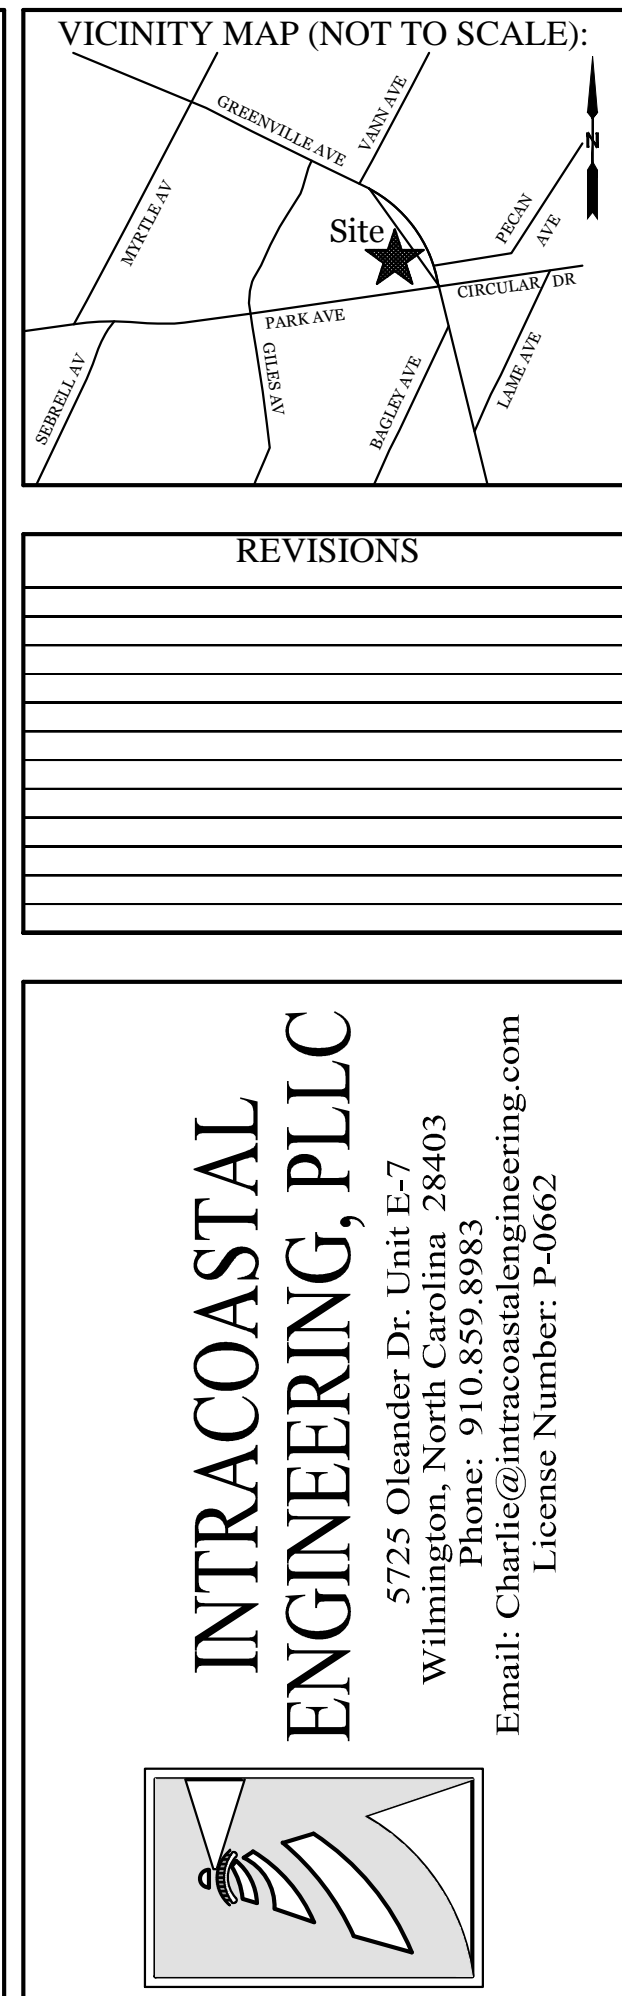 VICINITY MAP (NOT TO SCALE):
GREENVILLE AVE
VANN AVE
MYRTLE AV
N
PECAN
AVE
Site
CIRCULAR DR
PARK AVE
SEBRELL AV
GILES AV
BAGLEY AVE
LAME AVE
REVISIONS
INTRACOASTAL
ENGINEERING, PLLC
5725 Oleander Dr. Unit E-7
Wilmington, North Carolina 28403
Phone: 910.859.8983
Email: Charlie@intracoastalengineering.com
License Number: P-0662